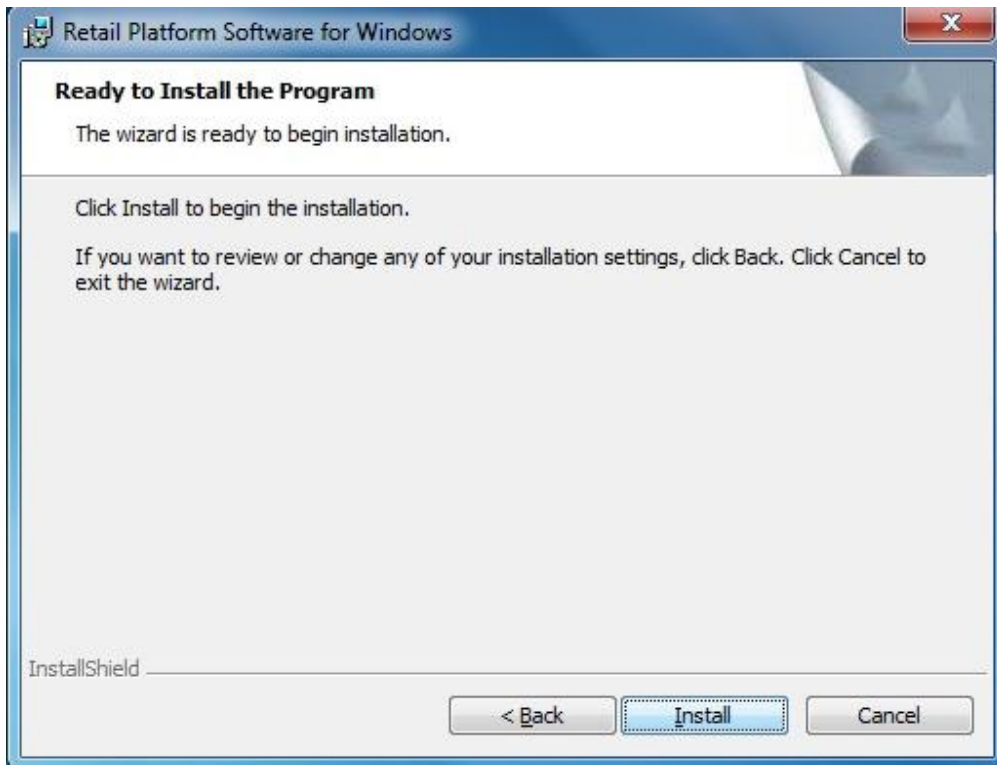 Retail Platform Software for Windows
Ready to Install the Program
The wizard is ready to begin installation.
Click Install to begin the installation.
If you want to review or change any of your installation settings, click Back. Click Cancel to
exit the wizard.
InstallShield
< Back
Install
Cancel